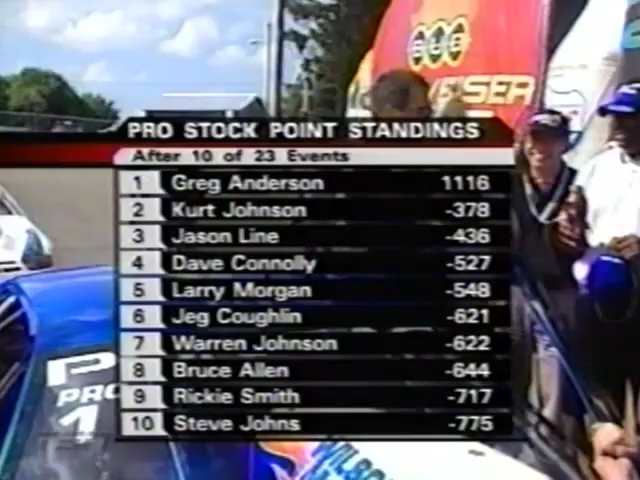 PRO STOCK POINT STANDINGS
After 10 of 23 Events
1 Greg Anderson 1116
2 Kurt Johnson -378
3 Jason Line -436
4 Dave Connolly -527
5 Larry Morgan -548
6 Jeg Coughlin -621
7 Warren Johnson -622
8 Bruce Allen -644
9 Rickie Smith -717
10 Steve Johns -775
PRO
1